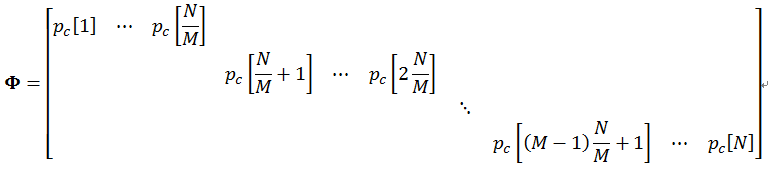 p_c[1] ⋯ p_c[N/M]
Φ = p_c[N/M + 1] ⋯ p_c[2 N/M]
⋱
p_c[(M − 1) N/M + 1] ⋯ p_c[N]